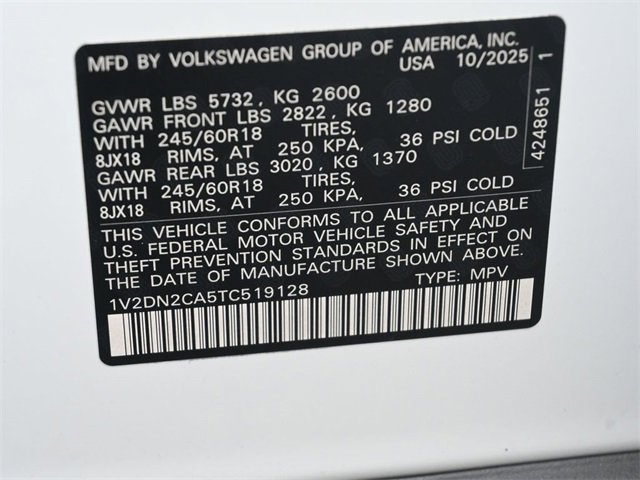 MFD BY VOLKSWAGEN GROUP OF AMERICA, INC.
USA 10/2025
GVWR LBS 5732, KG 2600
GAWR FRONT LBS 2822, KG 1280
WITH 245/60R18 TIRES,
8JX18 RIMS, AT 250 KPA, 36 PSI COLD
GAWR REAR LBS 3020, KG 1370
WITH 245/60R18 TIRES,
8JX18 RIMS, AT 250 KPA, 36 PSI COLD
THIS VEHICLE CONFORMS TO ALL APPLICABLE
U.S. FEDERAL MOTOR VEHICLE SAFETY AND
THEFT PREVENTION STANDARDS IN EFFECT ON
THE DATE OF MANUFACTURE SHOWN ABOVE.
1V2DN2CA5TC519128 TYPE: MPV
4248651 1